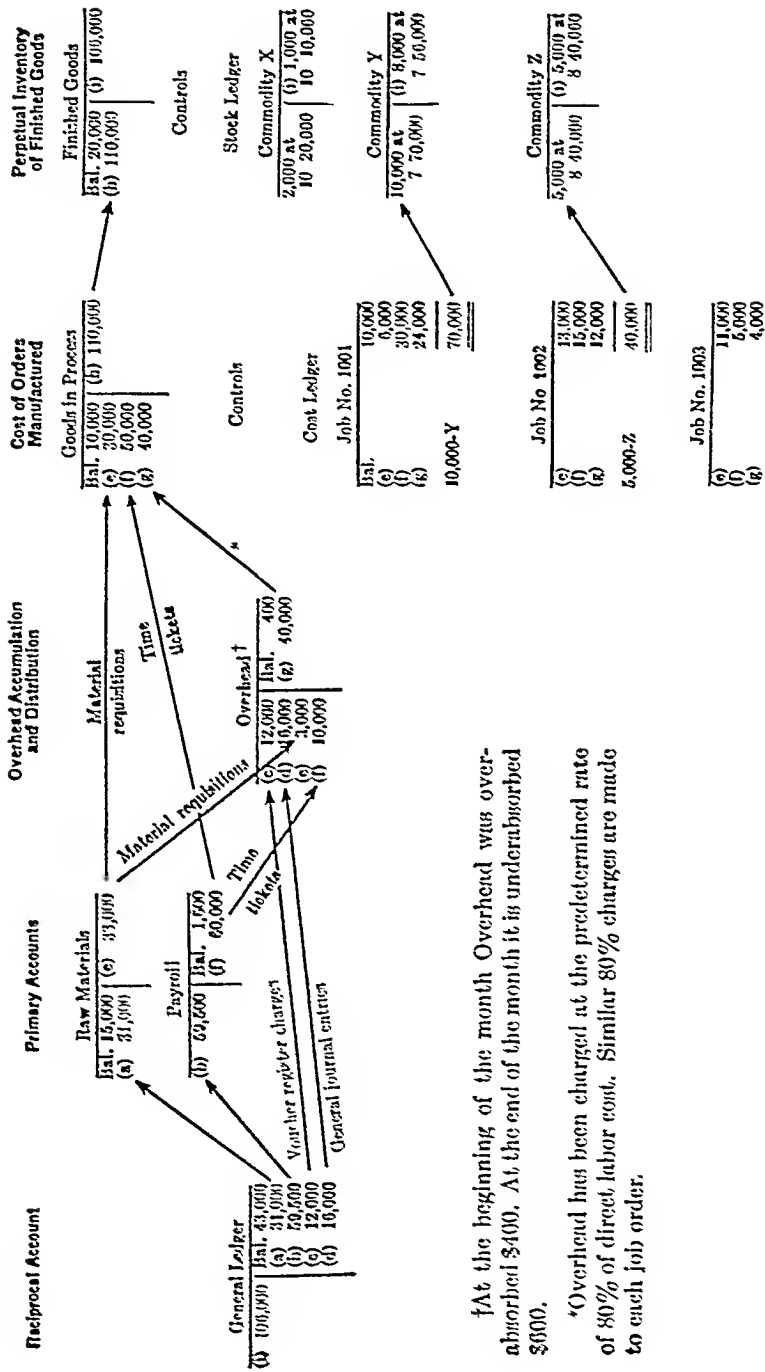 Reciprocal Account
General Ledger
(i) 106,000 | Bal. 43,000
(a) 31,000
(b) 59,500
(c) 12,000
(d) 16,000
Primary Accounts
Raw Materials
Bal. 15,000 | (e) 33,000
(a) 31,000
Payroll
(b) 59,500 | Bal. 1,500
(f) 60,000
Voucher register charges
General journal entries
Overhead Accumulation
and Distribution
Material
requisitions
Time
tickets
Material requisitions
Time
tickets
Overhead †
(c) 12,000 | Bal. 400
(d) 16,000 | (g) 40,000
(e) 3,000
(f) 10,000
*
Cost of Orders
Manufactured
Goods in Process
Bal. 10,000 | (h) 110,000
(e) 30,000
(f) 50,000
(g) 40,000
Controls
Cost Ledger
Job No. 1001
Bal. 10,000
(e) 6,000
(f) 30,000
(g) 24,000
10,000-Y 70,000
Job No 1002
(e) 13,000
(f) 15,000
(g) 12,000
5,000-Z 40,000
Job No. 1003
(e) 11,000
(f) 5,000
(g) 4,000
Perpetual Inventory
of Finished Goods
Finished Goods
Bal. 20,000 | (i) 106,000
(h) 110,000
Controls
Stock Ledger
Commodity X
2,000 at | (i) 1,000 at
10 20,000 | 10 10,000
Commodity Y
10,000 at | (i) 8,000 at
7 70,000 | 7 56,000
Commodity Z
5,000 at | (i) 5,000 at
8 40,000 | 8 40,000
†At the beginning of the month Overhead was over-
absorbed $400. At the end of the month it is underabsorbed
$600.
*Overhead has been charged at the predetermined rate
of 80% of direct labor cost. Similar 80% charges are made
to each job order.